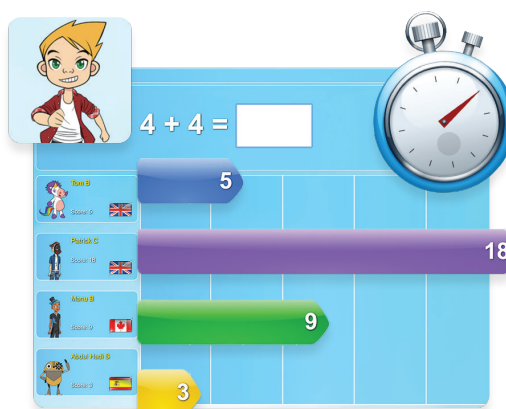 4 + 4 =
Tom B
Score: 5
5
Patrick C
Score: 18
18
Manu B
Score: 9
9
Abdul Hadi S
Score: 3
3